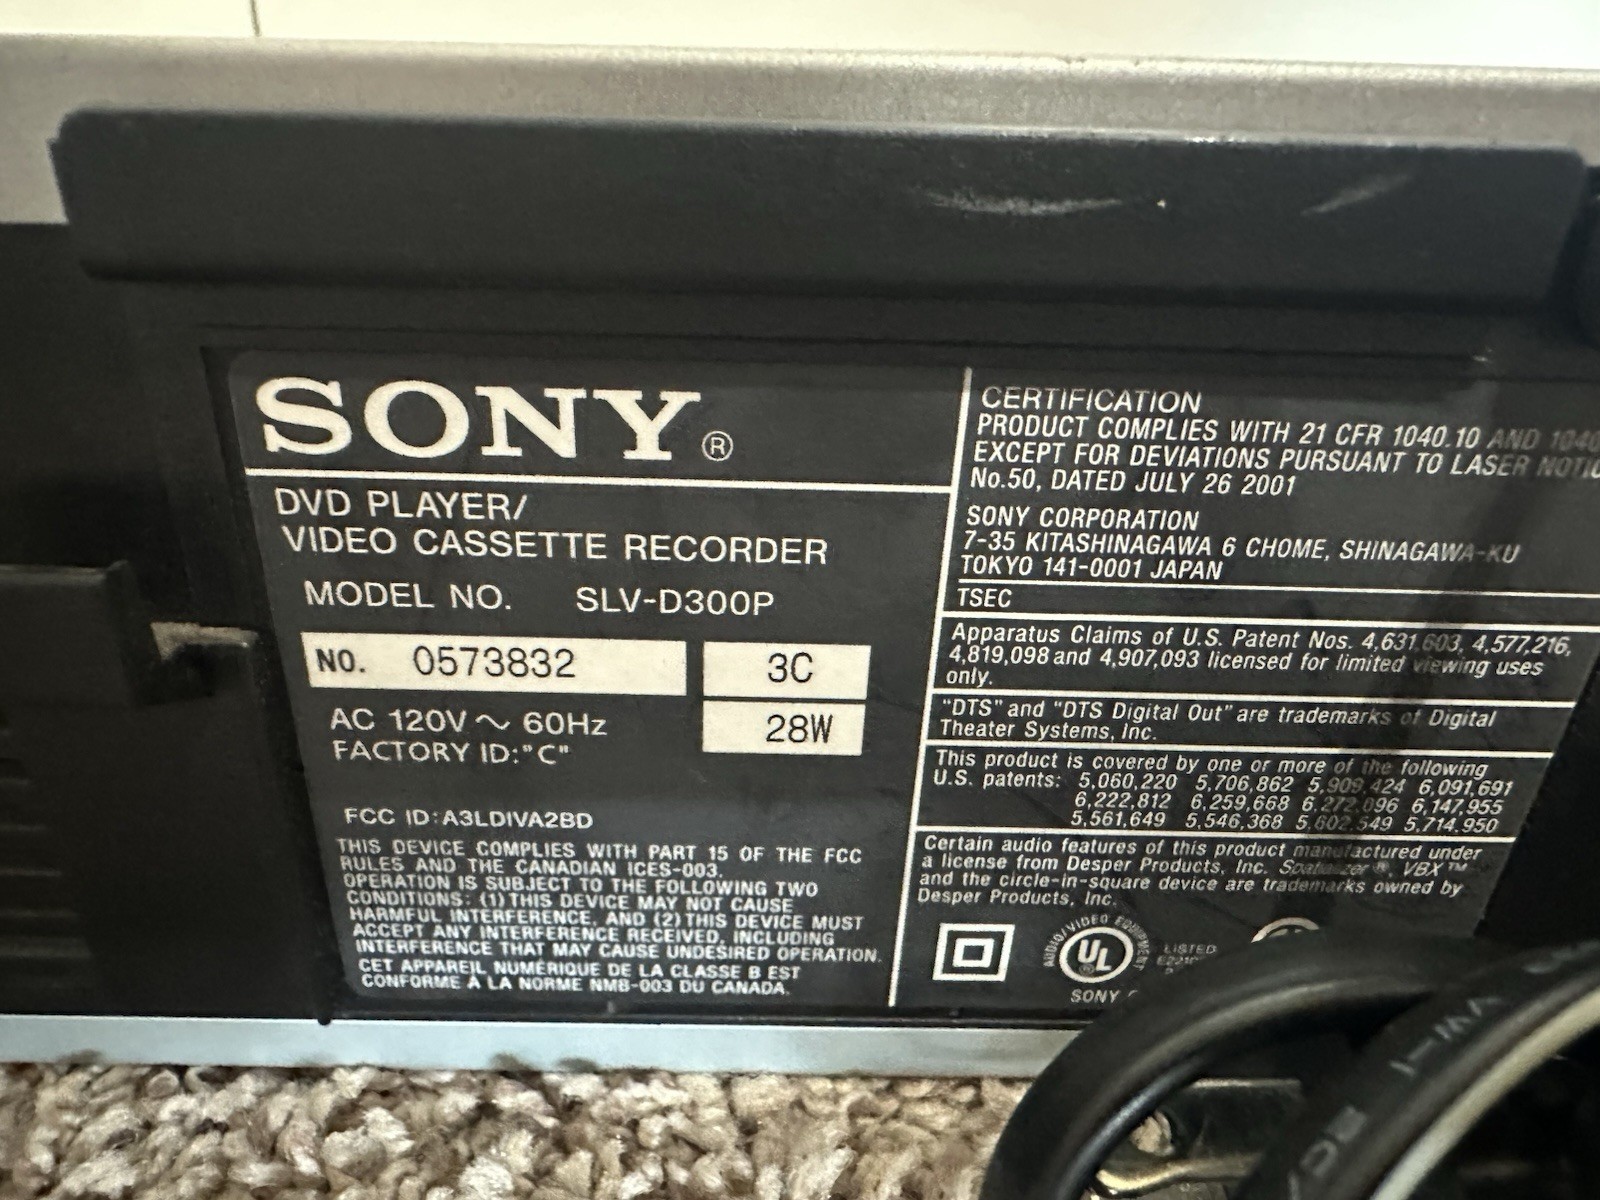 SONY®
DVD PLAYER/
VIDEO CASSETTE RECORDER
MODEL NO. SLV-D300P
NO. 0573832
3C
AC 120V ~ 60Hz
28W
FACTORY ID:"C"
FCC ID:A3LDIVA2BD
THIS DEVICE COMPLIES WITH PART 15 OF THE FCC
RULES AND THE CANADIAN ICES-003.
OPERATION IS SUBJECT TO THE FOLLOWING TWO
CONDITIONS: (1) THIS DEVICE MAY NOT CAUSE
HARMFUL INTERFERENCE, AND (2) THIS DEVICE MUST
ACCEPT ANY INTERFERENCE RECEIVED, INCLUDING
INTERFERENCE THAT MAY CAUSE UNDESIRED OPERATION.
CET APPAREIL NUMÉRIQUE DE LA CLASSE B EST
CONFORME À LA NORME NMB-003 DU CANADA.
CERTIFICATION
PRODUCT COMPLIES WITH 21 CFR 1040.10 AND 1040
EXCEPT FOR DEVIATIONS PURSUANT TO LASER NOTIC
No.50, DATED JULY 26 2001
SONY CORPORATION
7-35 KITASHINAGAWA 6 CHOME, SHINAGAWA-KU
TOKYO 141-0001 JAPAN
TSEC
Apparatus Claims of U.S. Patent Nos. 4,631,603, 4,577,216,
4,819,098 and 4,907,093 licensed for limited viewing uses
only.
"DTS" and "DTS Digital Out" are trademarks of Digital
Theater Systems, Inc.
This product is covered by one or more of the following
U.S. patents: 5,060,220 5,706,862 5,909,424 6,091,691
6,222,812 6,259,668 6,272,096 6,147,955
5,561,649 5,546,368 5,602,549 5,714,950
Certain audio features of this product manufactured under
a license from Desper Products, Inc. Spatializer®, VBX™
and the circle-in-square device are trademarks owned by
Desper Products, Inc.
AUDIO/VIDEO EQUIPMENT
UL ®
LISTED
SONY